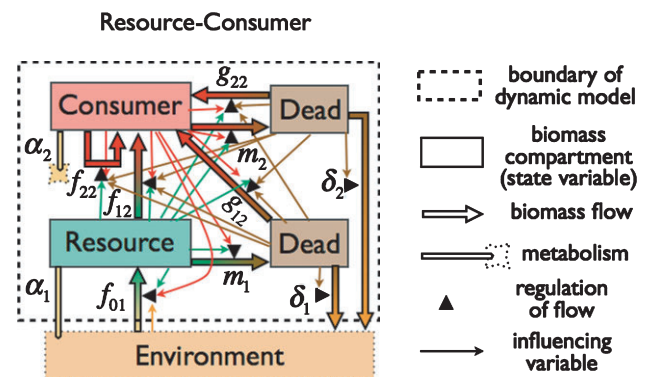 Resource-Consumer
g22
Consumer
Dead
α2
m2
f22
f12
g12
δ2
Resource
Dead
α1
m1
f01
δ1
Environment
boundary of
dynamic model
biomass
compartment
(state variable)
biomass flow
metabolism
regulation
of flow
influencing
variable